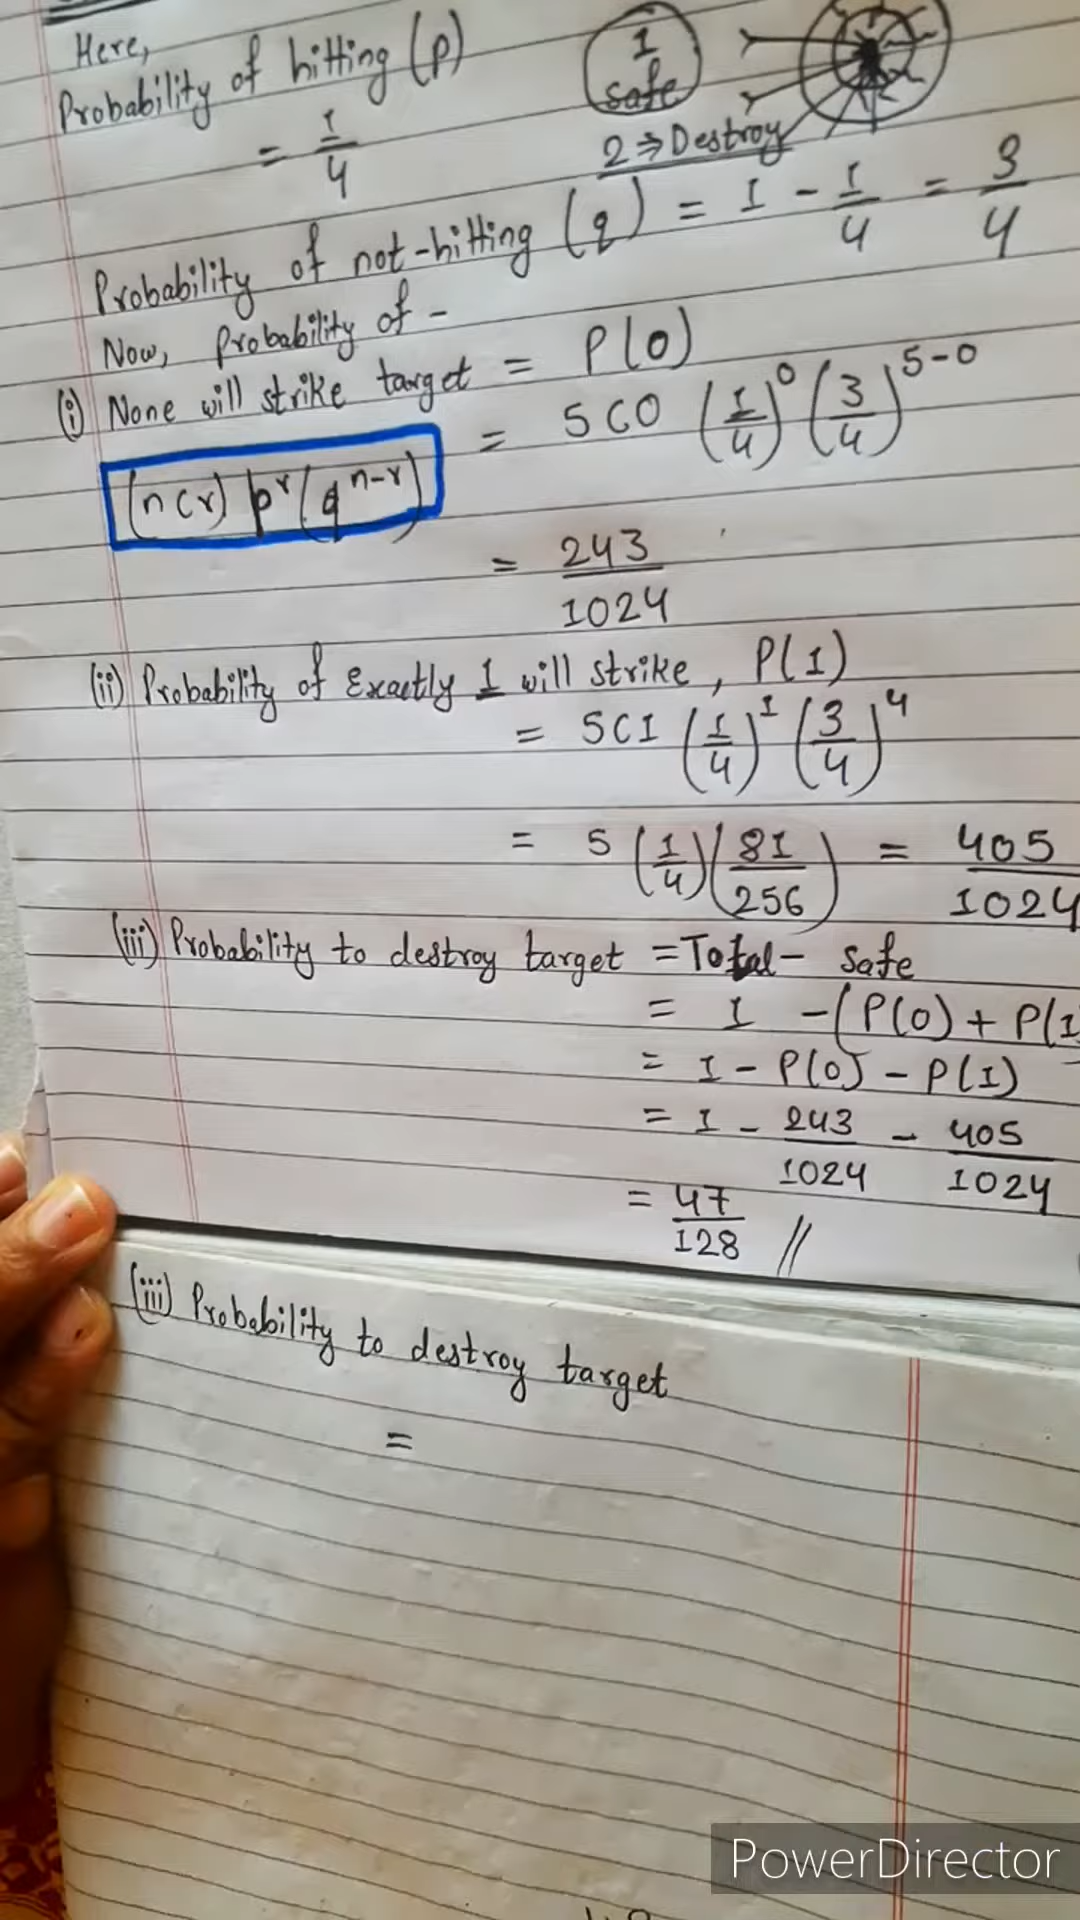 Here,
Probability of hitting (p)
= 1/4
1
safe
2 ⇒ Destroy
Probability of not-hitting (q) = 1 - 1/4 = 3/4
Now, Probability of -
(i) None will strike target = P(0)
= 5C0 (1/4)^0 (3/4)^5-0
(nCr) p^r (q^n-r)
= 243/1024
(ii) Probability of Exactly 1 will strike, P(1)
= 5C1 (1/4)^1 (3/4)^4
= 5 (1/4)(81/256) = 405/1024
(iii) Probability to destroy target = Total - safe
= 1 - (P(0) + P(1
= 1 - P(0) - P(1)
= 1 - 243/1024 - 405/1024
= 47/128 //
(iii) Probability to destroy target
=
PowerDirector